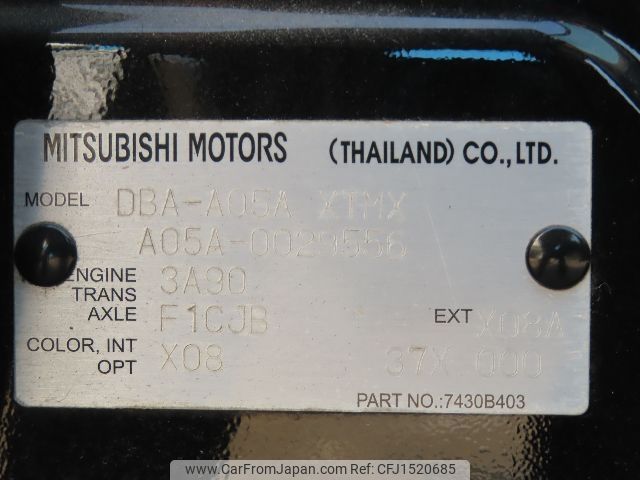 MITSUBISHI MOTORS (THAILAND) CO.,LTD.
MODEL DBA-A05A XTMX
A05A-0029556
ENGINE 3A90
TRANS
AXLE F1CJB EXT X08A
COLOR, INT X08 37X 000
OPT
PART NO.:7430B403
www.CarFromJapan.com | CFJ1520685